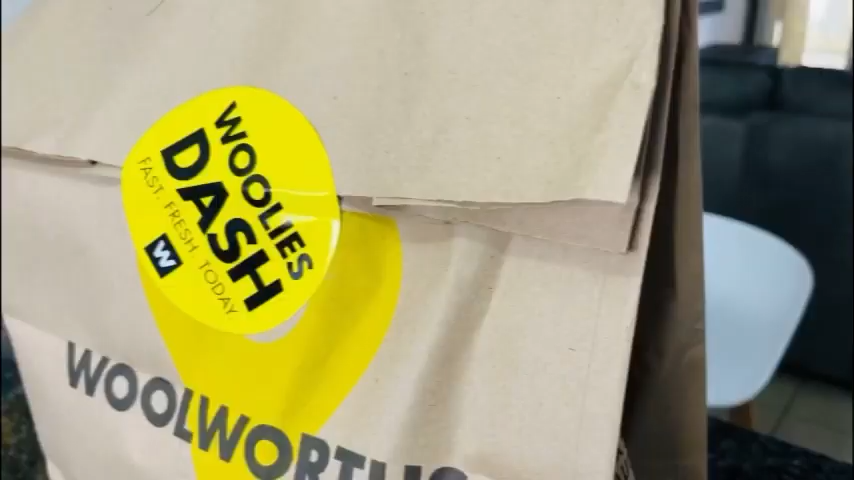 WOOLIES
DASH
FAST. FRESH. TODAY
W
WOOLWORTHS